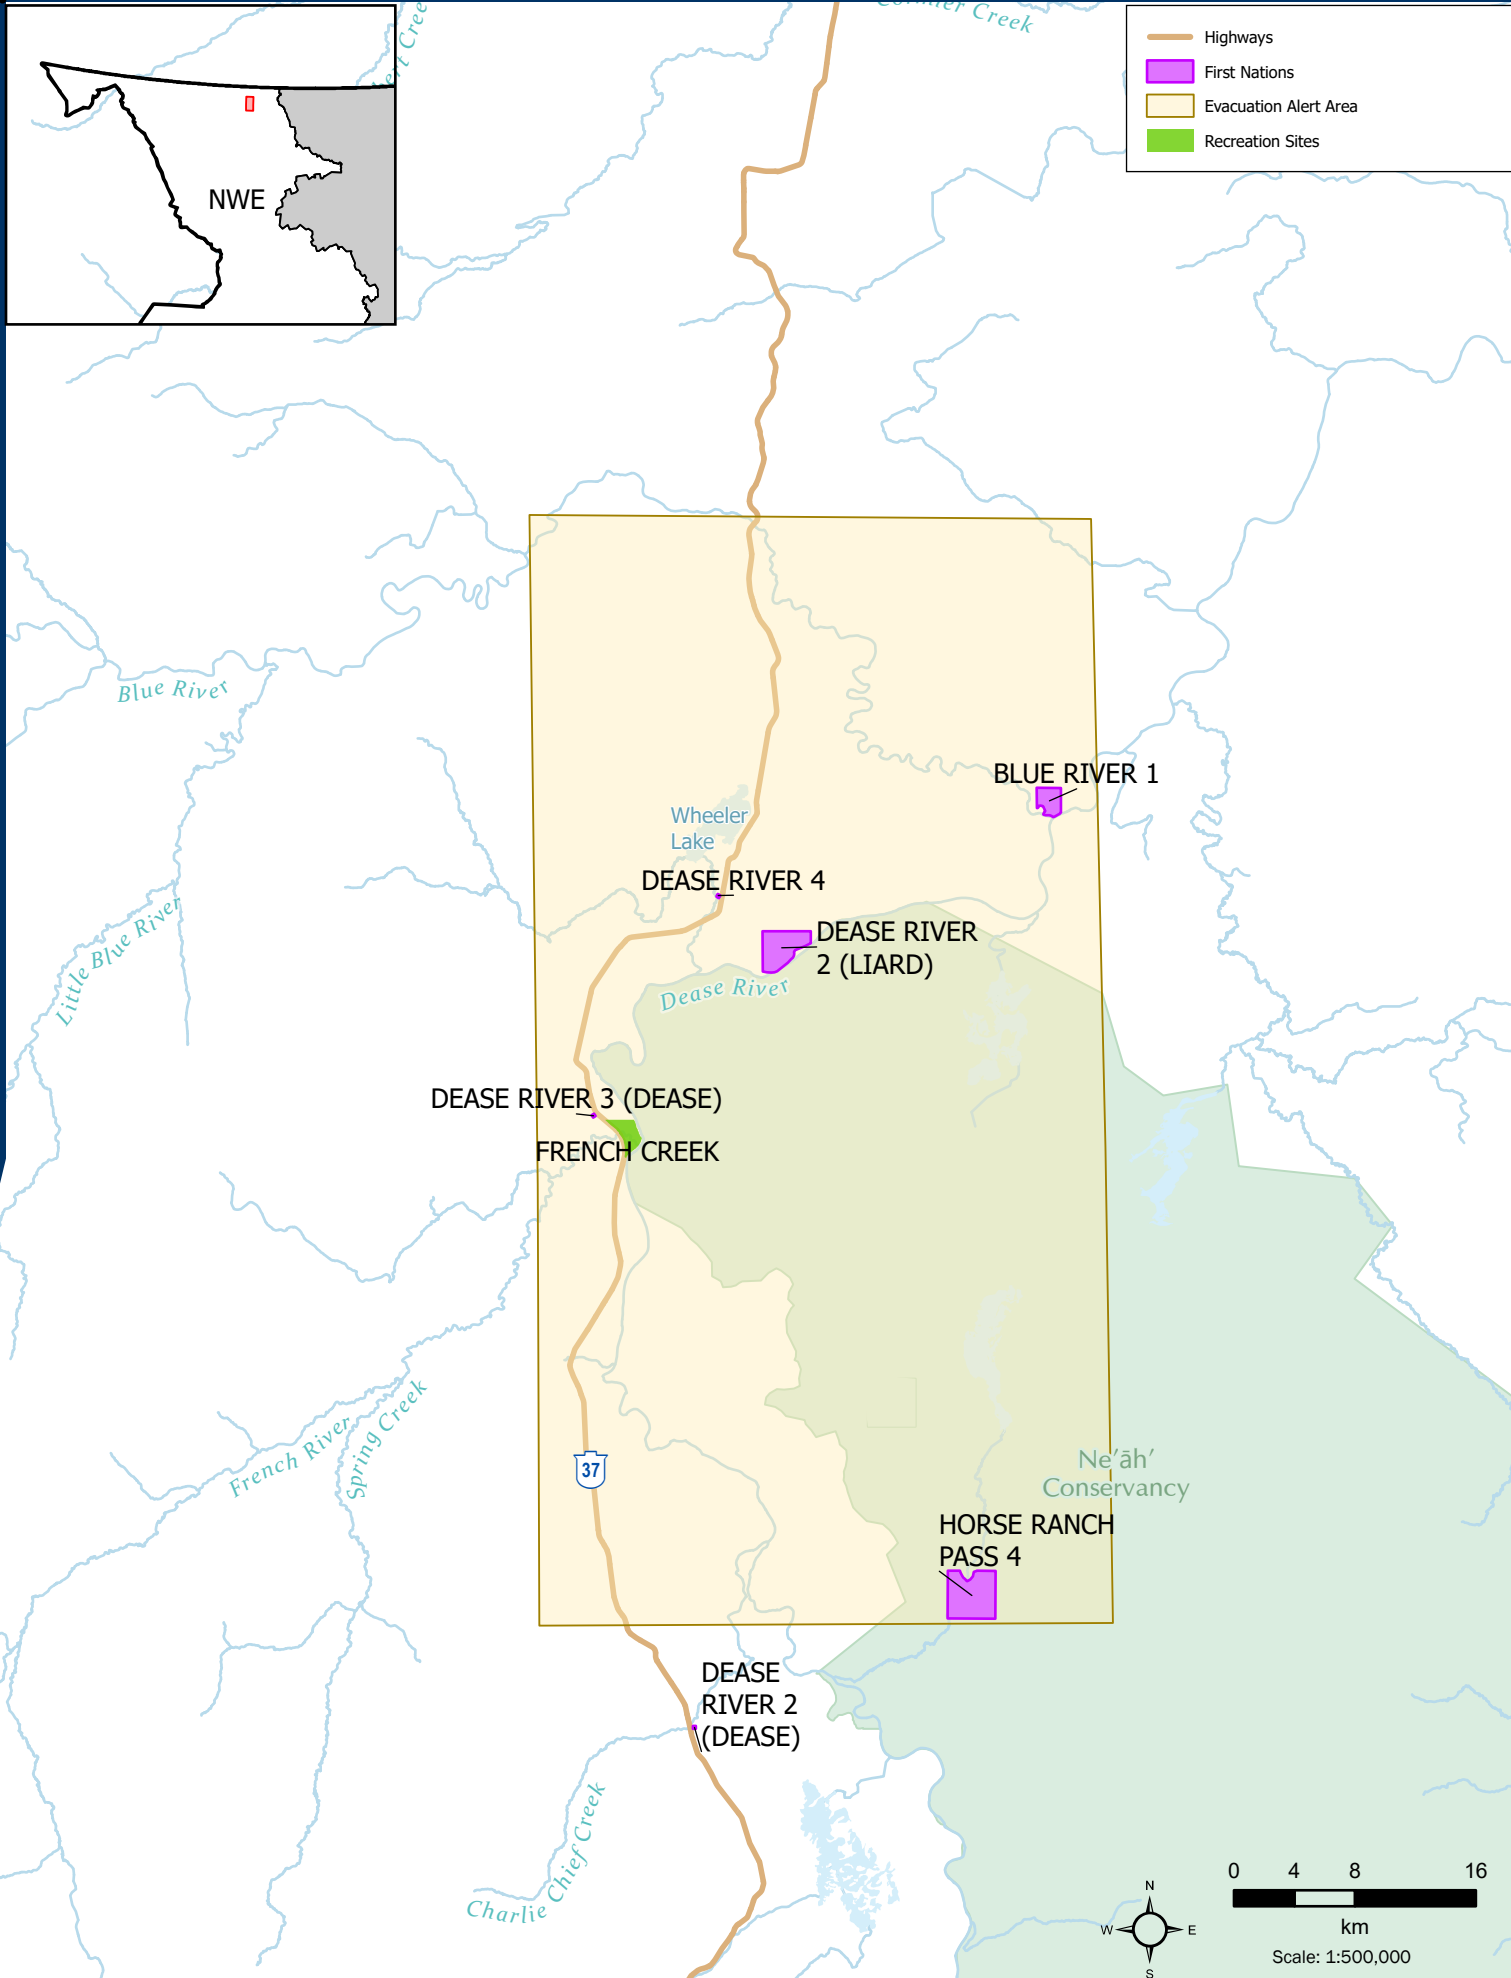 Cormier Creek
NWE
Highways
First Nations
Evacuation Alert Area
Recreation Sites
Blue River
BLUE RIVER 1
Wheeler
Lake
DEASE RIVER 4
DEASE RIVER
2 (LIARD)
Little Blue River
Dease River
DEASE RIVER 3 (DEASE)
FRENCH CREEK
French River
Spring Creek
37
Ne'āh'
Conservancy
HORSE RANCH
PASS 4
DEASE
RIVER 2
(DEASE)
Charlie Chief Creek
0 4 8 16
km
Scale: 1:500,000
N
W E
S